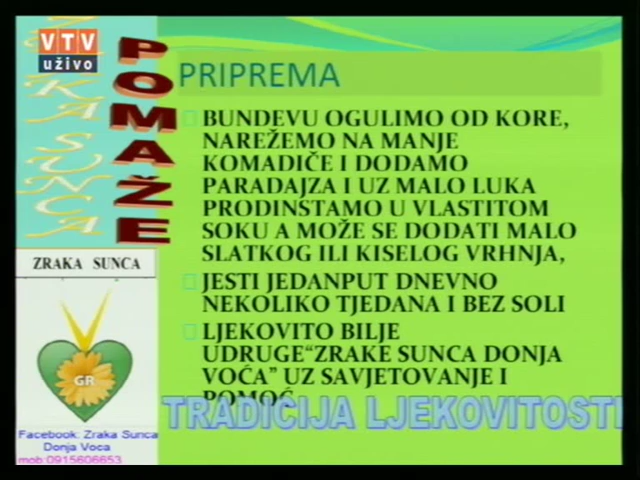 VTV
uživo
ZRAKA SUNCA
POMAŽE
PRIPREMA
BUNDEVU OGULIMO OD KORE,
NAREŽEMO NA MANJE
KOMADIČE I DODAMO
PARADAJZA I UZ MALO LUKA
PRODINSTAMO U VLASTITOM
SOKU A MOŽE SE DODATI MALO
SLATKOG ILI KISELOG VRHNJA,
JESTI JEDANPUT DNEVNO
NEKOLIKO TJEDANA I BEZ SOLI
LJEKOVITO BILJE
UDRUGE“ZRAKE SUNCA DONJA
VOĆA” UZ SAVJETOVANJE I
POMOĆ
TRADICIJA LJEKOVITOSTI
ZRAKA SUNCA
GR
Facebook: Zraka Sunca
Donja Voca
mob:0915606653